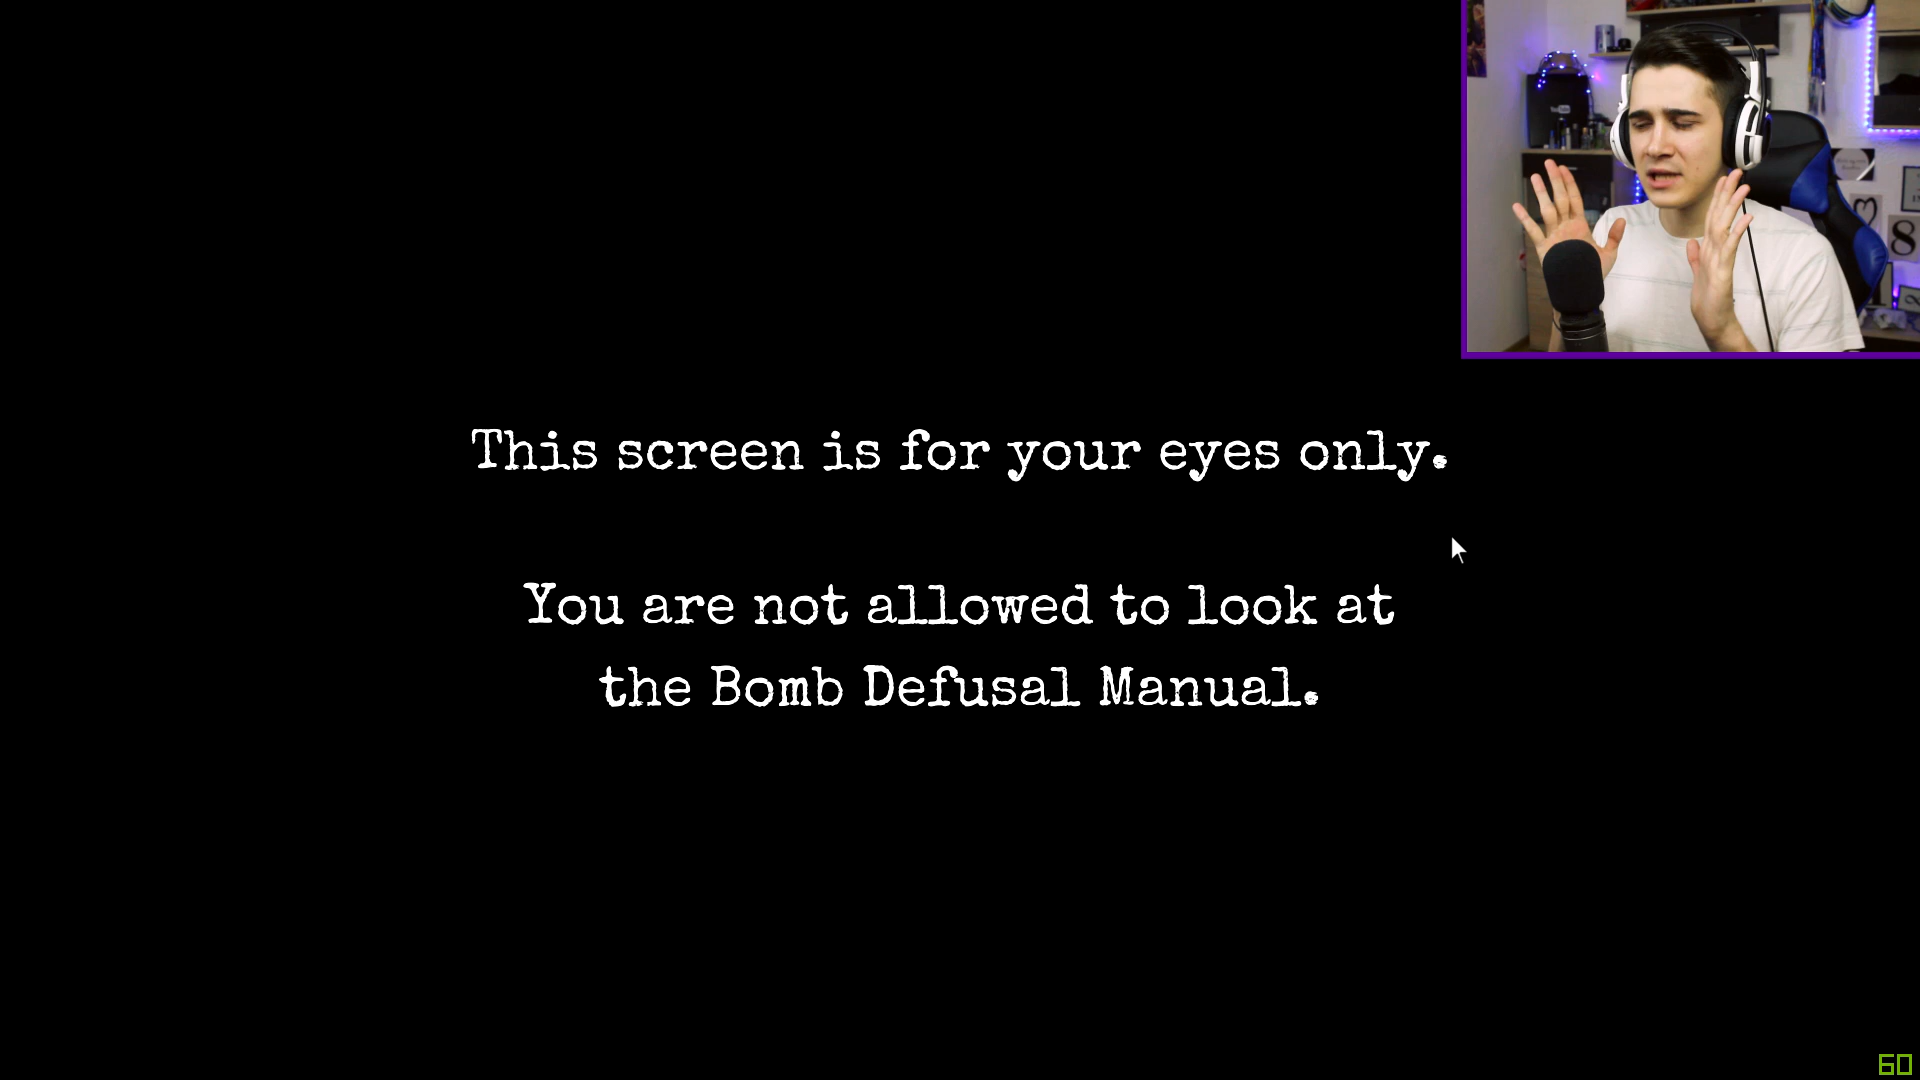 This screen is for your eyes only.
You are not allowed to look at
the Bomb Defusal Manual.
8
60